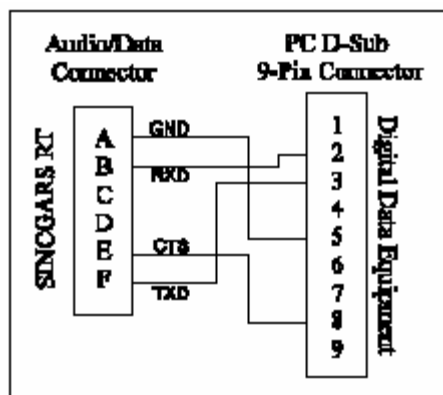 Audio/Data
Connector
PC D-Sub
9-Pin Connector
SINCGARS RT
A
B
C
D
E
F
GND
RXD
CTS
TXD
1
2
3
4
5
6
7
8
9
Digital Data Equipment